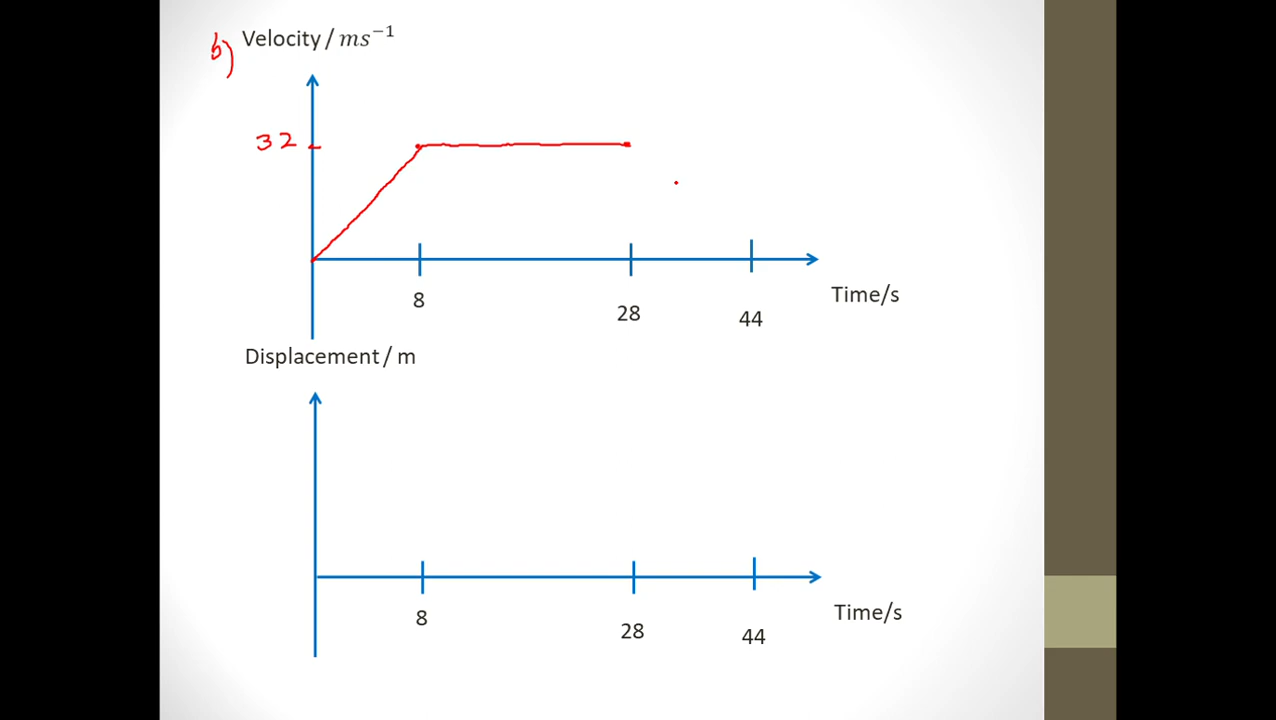 b) Velocity / ms⁻¹
32
8
28
44
Time/s
Displacement / m
8
28
44
Time/s